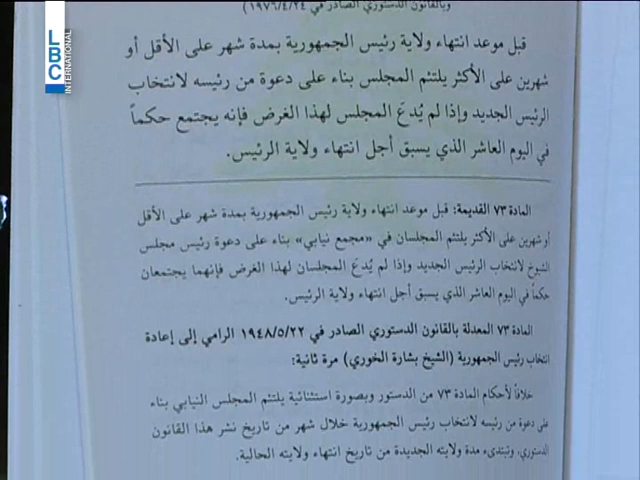 LBC
INTERNATIONAL
وبالقانون الدستوري الصادر في ١٩٧٦/٤/٢٤)
قبل موعد انتهاء ولاية رئيس الجمهورية بمدة شهر على الأقل أو
شهرين على الأكثر يلتئم المجلس بناء على دعوة من رئيسه لانتخاب
الرئيس الجديد وإذا لم يُدعَ المجلس لهذا الغرض فإنه يجتمع حكماً
في اليوم العاشر الذي يسبق أجل انتهاء ولاية الرئيس.
المادة ٧٣ القديمة: قبل موعد انتهاء ولاية رئيس الجمهورية بمدة شهر على الأقل
أو شهرين على الأكثر يلتئم المجلسان في «مجمع نيابي» بناء على دعوة رئيس مجلس
الشيوخ لانتخاب الرئيس الجديد وإذا لم يُدعَ المجلسان لهذا الغرض فإنهما يجتمعان
حكماً في اليوم العاشر الذي يسبق أجل انتهاء ولاية الرئيس.
المادة ٧٣ المعدلة بالقانون الدستوري الصادر في ١٩٤٨/٥/٢٢ الرامي إلى إعادة
انتخاب رئيس الجمهورية (الشيخ بشارة الخوري) مرة ثانية:
خلافاً لأحكام المادة ٧٣ من الدستور وبصورة استثنائية يلتئم المجلس النيابي بناء
على دعوة من رئيسه لانتخاب رئيس الجمهورية خلال شهر من تاريخ نشر هذا القانون
الدستوري، وتبتدىء مدة ولايته الجديدة من تاريخ انتهاء ولايته الحالية.